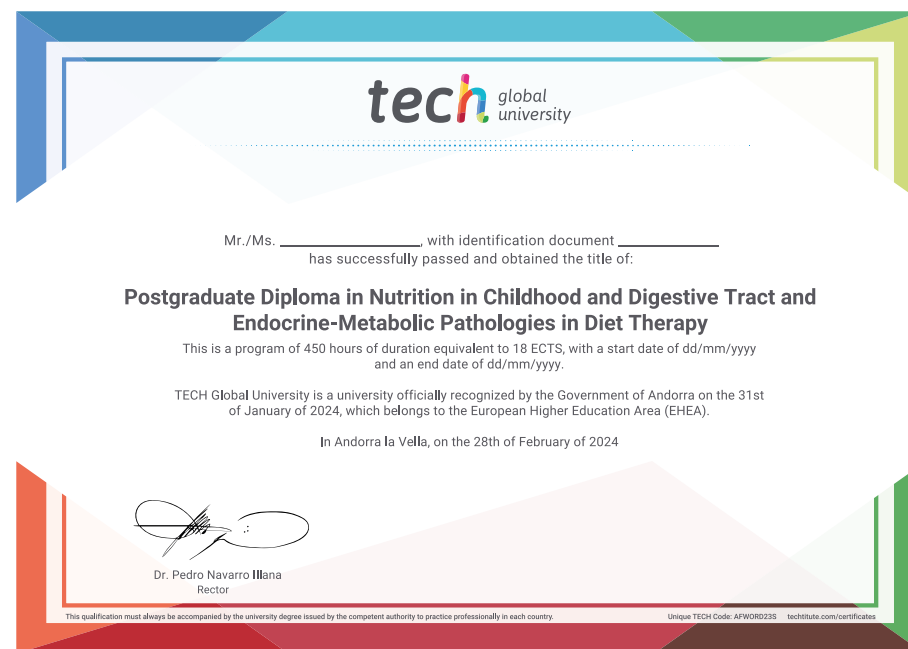 tech global university
Mr./Ms. ____________________, with identification document ______________
has successfully passed and obtained the title of:
Postgraduate Diploma in Nutrition in Childhood and Digestive Tract and
Endocrine-Metabolic Pathologies in Diet Therapy
This is a program of 450 hours of duration equivalent to 18 ECTS, with a start date of dd/mm/yyyy
and an end date of dd/mm/yyyy.
TECH Global University is a university officially recognized by the Government of Andorra on the 31st
of January of 2024, which belongs to the European Higher Education Area (EHEA).
In Andorra la Vella, on the 28th of February of 2024
Dr. Pedro Navarro Illana
Rector
This qualification must always be accompanied by the university degree issued by the competent authority to practice professionally in each country.
Unique TECH Code: AFWORD23S techtitute.com/certificates